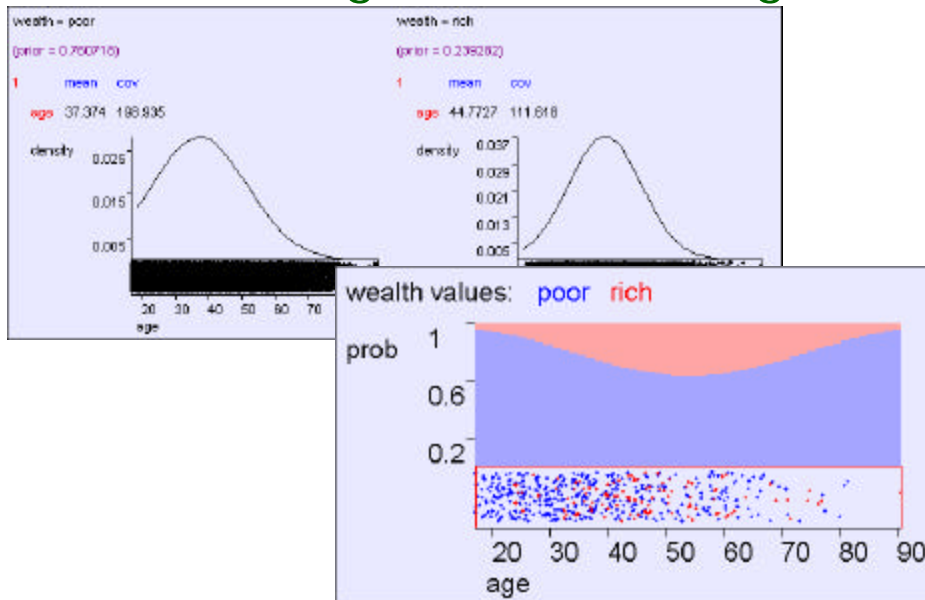 wealth = poor
(prior = 0.760718)
1 mean cov
age 37.374 198.935
density 0.025
0.015
0.005
20 30 40 50 60 70
age
wealth = rich
(prior = 0.239282)
1 mean cov
age 44.7727 111.618
density 0.037
0.029
0.021
0.013
0.005
wealth values: poor rich
prob 1
0.6
0.2
20 30 40 50 60 70 80 90
age